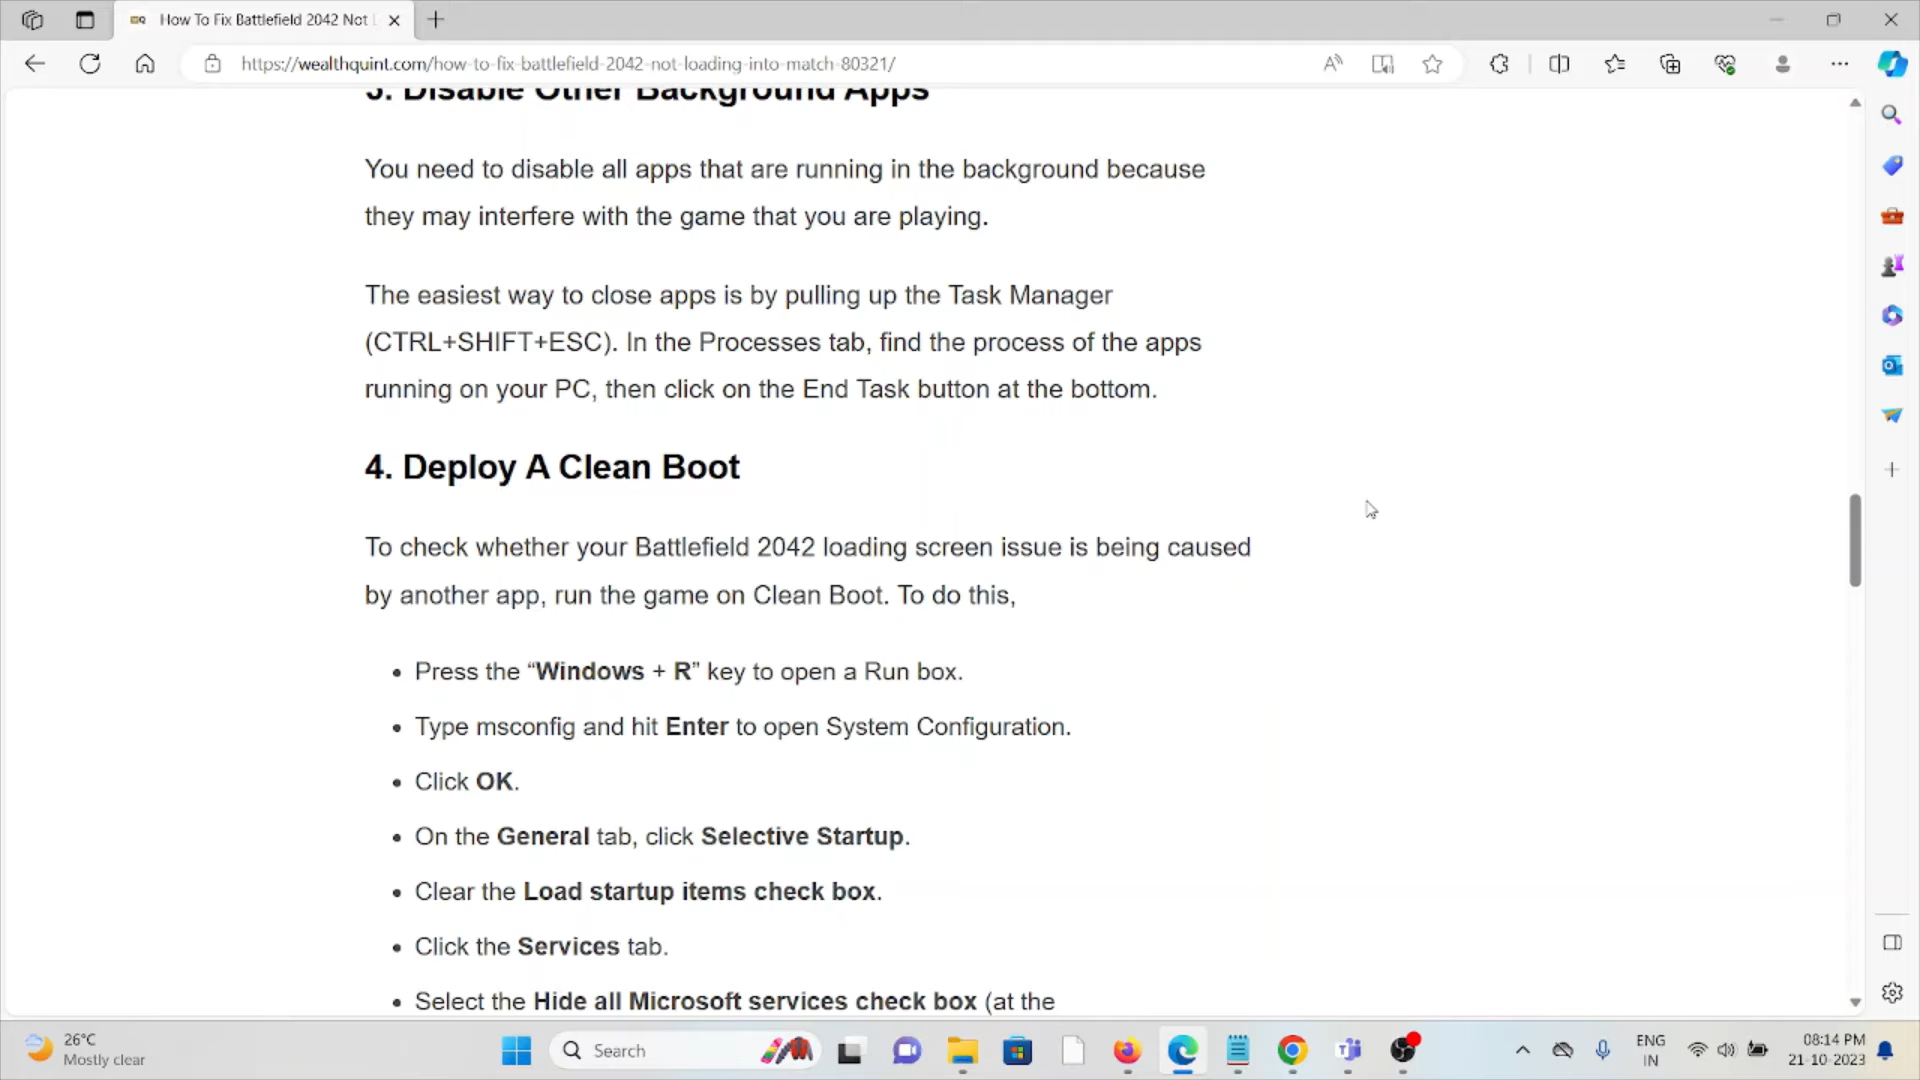 How To Fix Battlefield 2042 Not L
https://wealthquint.com/how-to-fix-battlefield-2042-not-loading-into-match-80321/
3. Disable Other Background Apps
You need to disable all apps that are running in the background because
they may interfere with the game that you are playing.
The easiest way to close apps is by pulling up the Task Manager
(CTRL+SHIFT+ESC). In the Processes tab, find the process of the apps
running on your PC, then click on the End Task button at the bottom.
4. Deploy A Clean Boot
To check whether your Battlefield 2042 loading screen issue is being caused
by another app, run the game on Clean Boot. To do this,
• Press the “Windows + R” key to open a Run box.
• Type msconfig and hit Enter to open System Configuration.
• Click OK.
• On the General tab, click Selective Startup.
• Clear the Load startup items check box.
• Click the Services tab.
• Select the Hide all Microsoft services check box (at the
26°C
Mostly clear
Search
ENG
IN
08:14 PM
21-10-2023